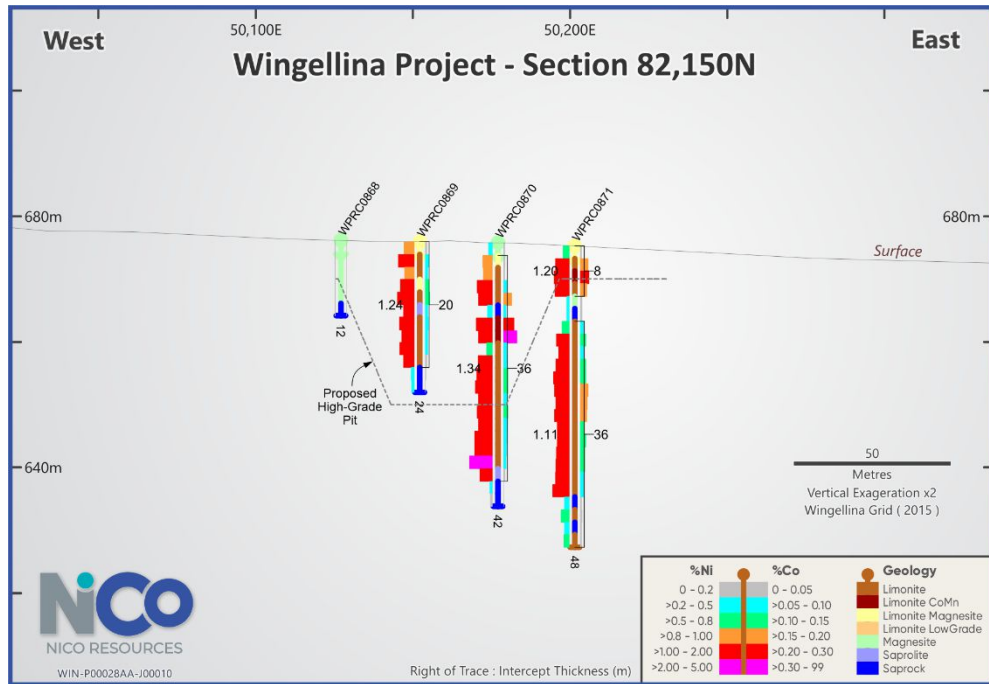 West
50,100E
50,200E
East
Wingellina Project - Section 82,150N
680m
680m
WPRC0868
WPRC0869
WPRC0870
WPRC0871
Surface
1.20
8
1.24
20
12
1.34
36
Proposed
High-Grade
Pit
24
1.11
36
640m
42
48
50
Metres
Vertical Exageration x2
Wingellina Grid ( 2015 )
%Ni %Co Geology
0 - 0.2 0 - 0.05 Limonite
>0.2 - 0.5 >0.05 - 0.10 Limonite CoMn
>0.5 - 0.8 >0.10 - 0.15 Limonite Magnesite
>0.8 - 1.00 >0.15 - 0.20 Limonite LowGrade
>1.00 - 2.00 >0.20 - 0.30 Magnesite
>2.00 - 5.00 >0.30 - 99 Saprolite
Saprock
NiCo
NICO RESOURCES
WIN-P00028AA-J00010
Right of Trace : Intercept Thickness (m)